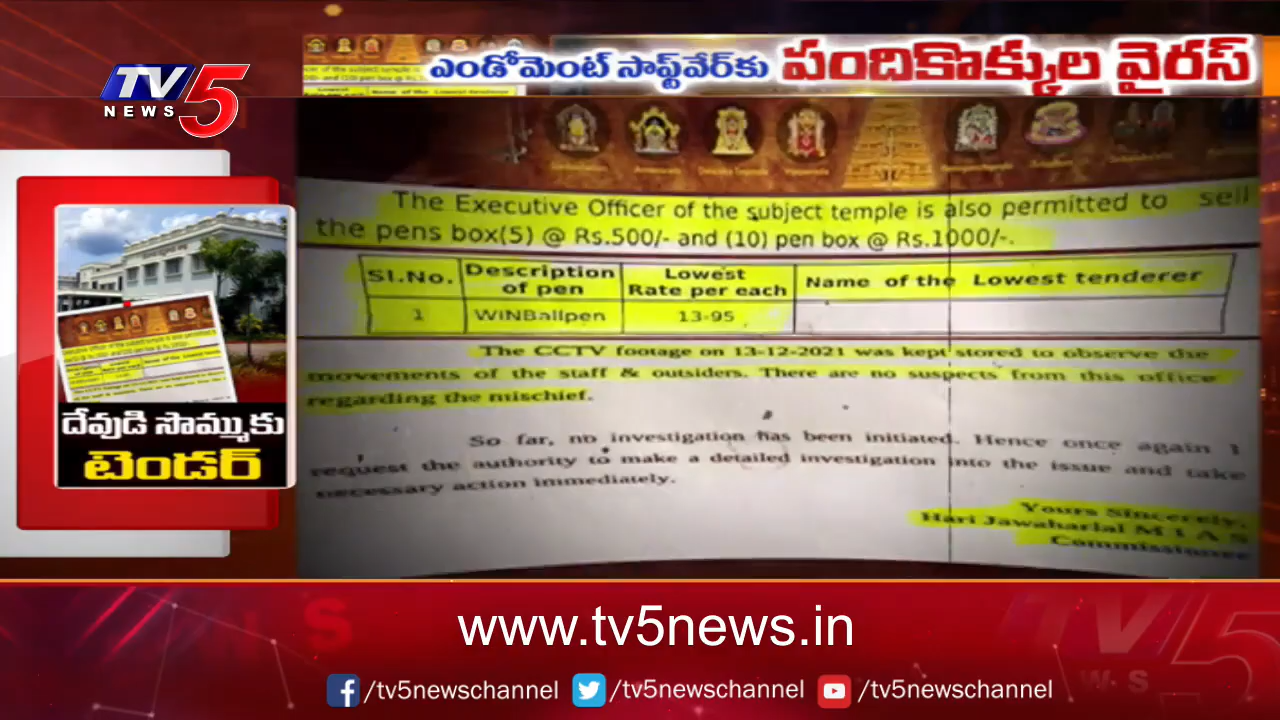 TV5
NEWS
ఎండోమెంట్ సాఫ్ట్‌వేర్‌కు పందికొక్కుల వైరస్
The Executive Officer of the subject temple is also permitted to sell
the pens box(5) @ Rs.500/- and (10) pen box @ Rs.1000/-.
Sl.No. Description of pen Lowest Rate per each Name of the Lowest tenderer
1 WINBallpen 13-95
The CCTV footage on 13-12-2021 was kept stored to observe the
movements of the staff & outsiders. There are no suspects from this office
regarding the mischief.
So far, no investigation has been initiated. Hence once again I
request the authority to make a detailed investigation into the issue and take
necessary action immediately.
Yours Sincerely,
Hari Jawaharlal M I A S
Commissioner
దేవుడి సొమ్ముకు
టెండర్
www.tv5news.in
/tv5newschannel /tv5newschannel /tv5newschannel